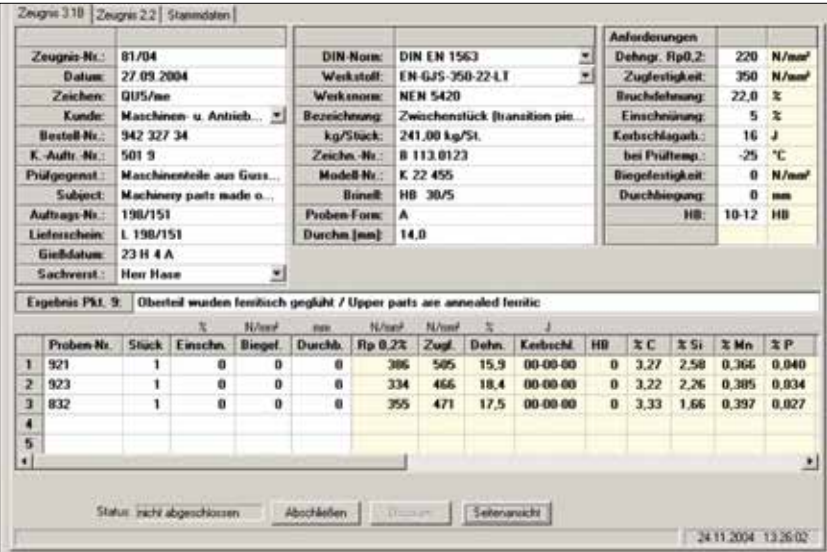 Zeugnis 3.1B Zeugnis 2.2 Stammdaten
Zeugnis-Nr.: 81/04
Datum: 27.09.2004
Zeichen: QUS/me
Kunde: Maschinen- u. Antrieb...
Bestell-Nr.: 942 327 34
K.-Auftr.-Nr.: 501 9
Prüfgegenst.: Maschinenteile aus Guss...
Subject: Machinery parts made o...
Auftrags-Nr.: 198/151
Lieferschein: L 198/151
Gießdatum: 23 H 4 A
Sachverst.: Herr Hase
DIN-Norm: DIN EN 1563
Werkstoff: EN-GJS-350-22-LT
Werksnorm: NEN 5420
Bezeichnung: Zwischenstück (transition pie...
kg/Stück: 241,00 kg/St.
Zeichn.-Nr.: B 113.0123
Modell-Nr.: K 22 455
Brinell: HB 30/5
Proben-Form: A
Durchm.[mm]: 14,0
Anforderungen
Dehngr. Rp0,2: 220 N/mm²
Zugfestigkeit: 350 N/mm²
Bruchdehnung: 22,0 %
Einschnürung: 5 %
Kerbschlagarb.: 16 J
bei Prüftemp.: -25 °C
Biegefestigkeit: 0 N/mm²
Durchbiegung: 0 mm
HB: 10-12 HB
Ergebnis Pkt. 9: Oberteil wurden ferritisch geglüht / Upper parts are annealed ferritic
% N/mm² mm N/mm² N/mm² % J
Proben-Nr. Stück Einschn. Biegef. Durchb. Rp 0,2% Zugf. Dehn. Kerbschl. HB % C % Si % Mn % P
1 921 1 0 0 0 386 505 15,9 00-00-00 0 3,27 2,58 0,366 0,040
2 923 1 0 0 0 334 466 18,4 00-00-00 0 3,22 2,26 0,385 0,034
3 832 1 0 0 0 355 471 17,5 00-00-00 0 3,33 1,66 0,397 0,027
4
5
Status: nicht abgeschlossen Abschließen Seitenansicht
24.11.2004 13:26:02